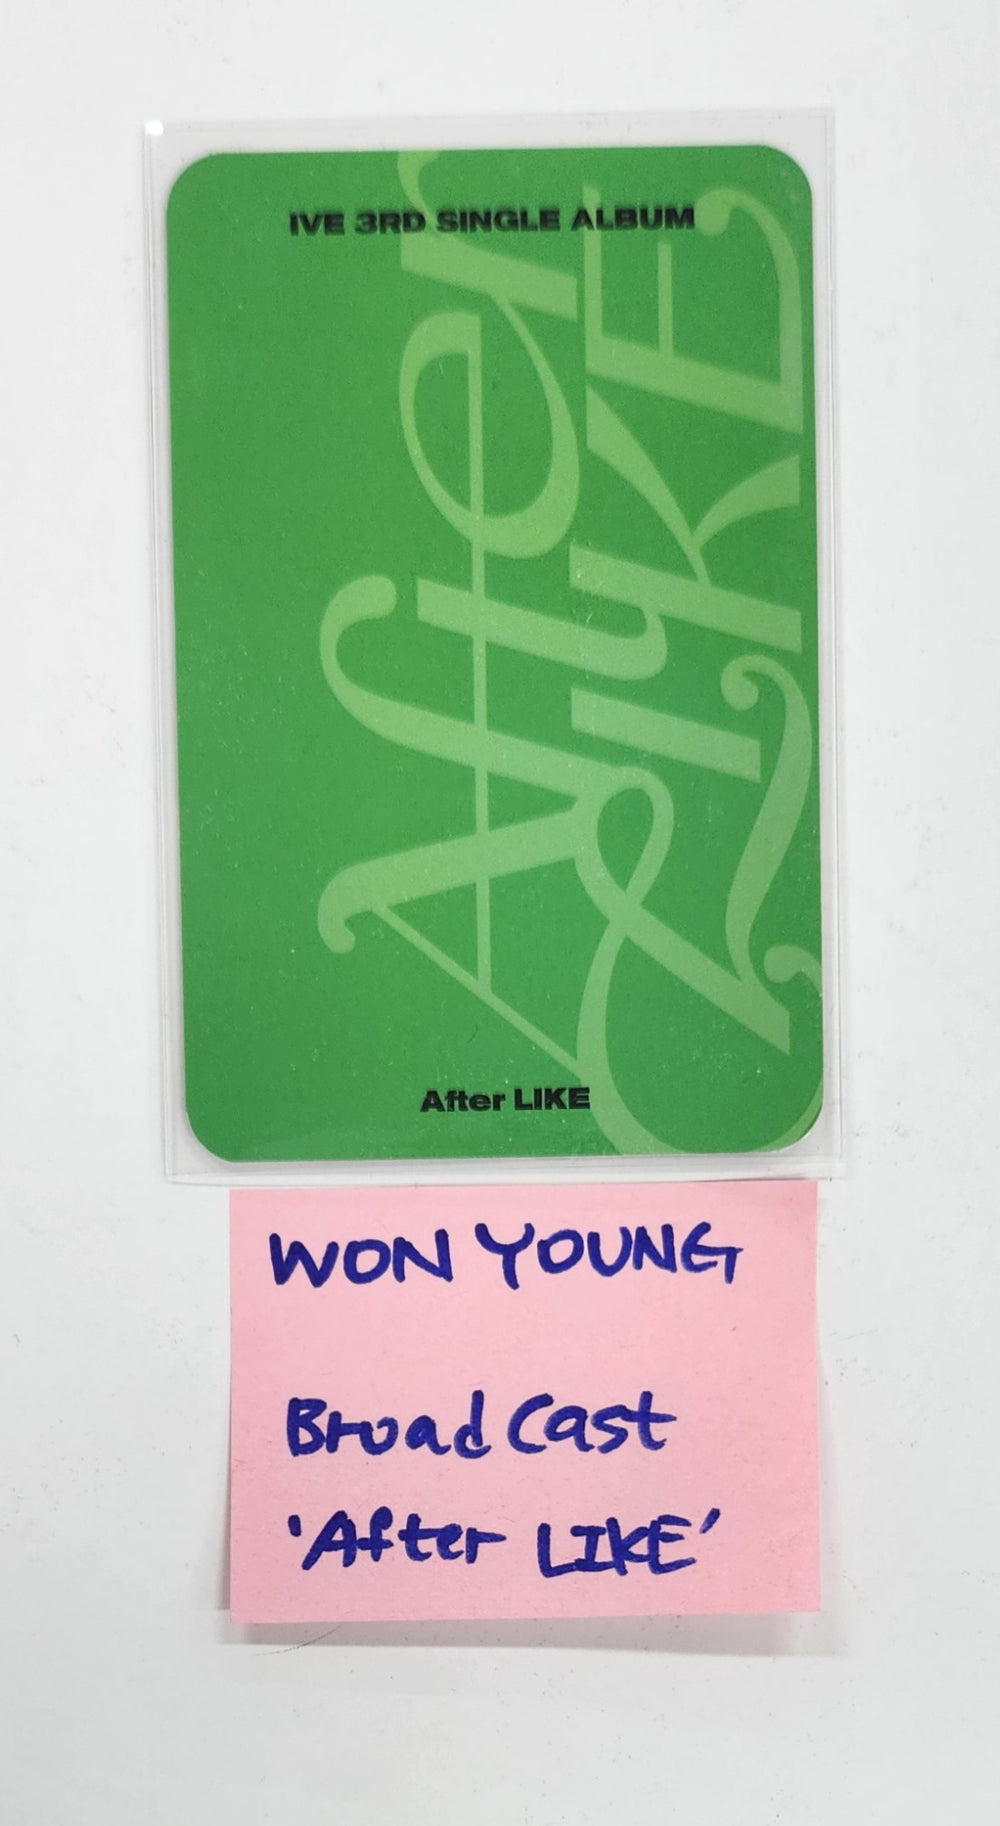 IVE 3RD SINGLE ALBUM
After LIKE
After LIKE
WON YOUNG
Broad Cast
'After LIKE'